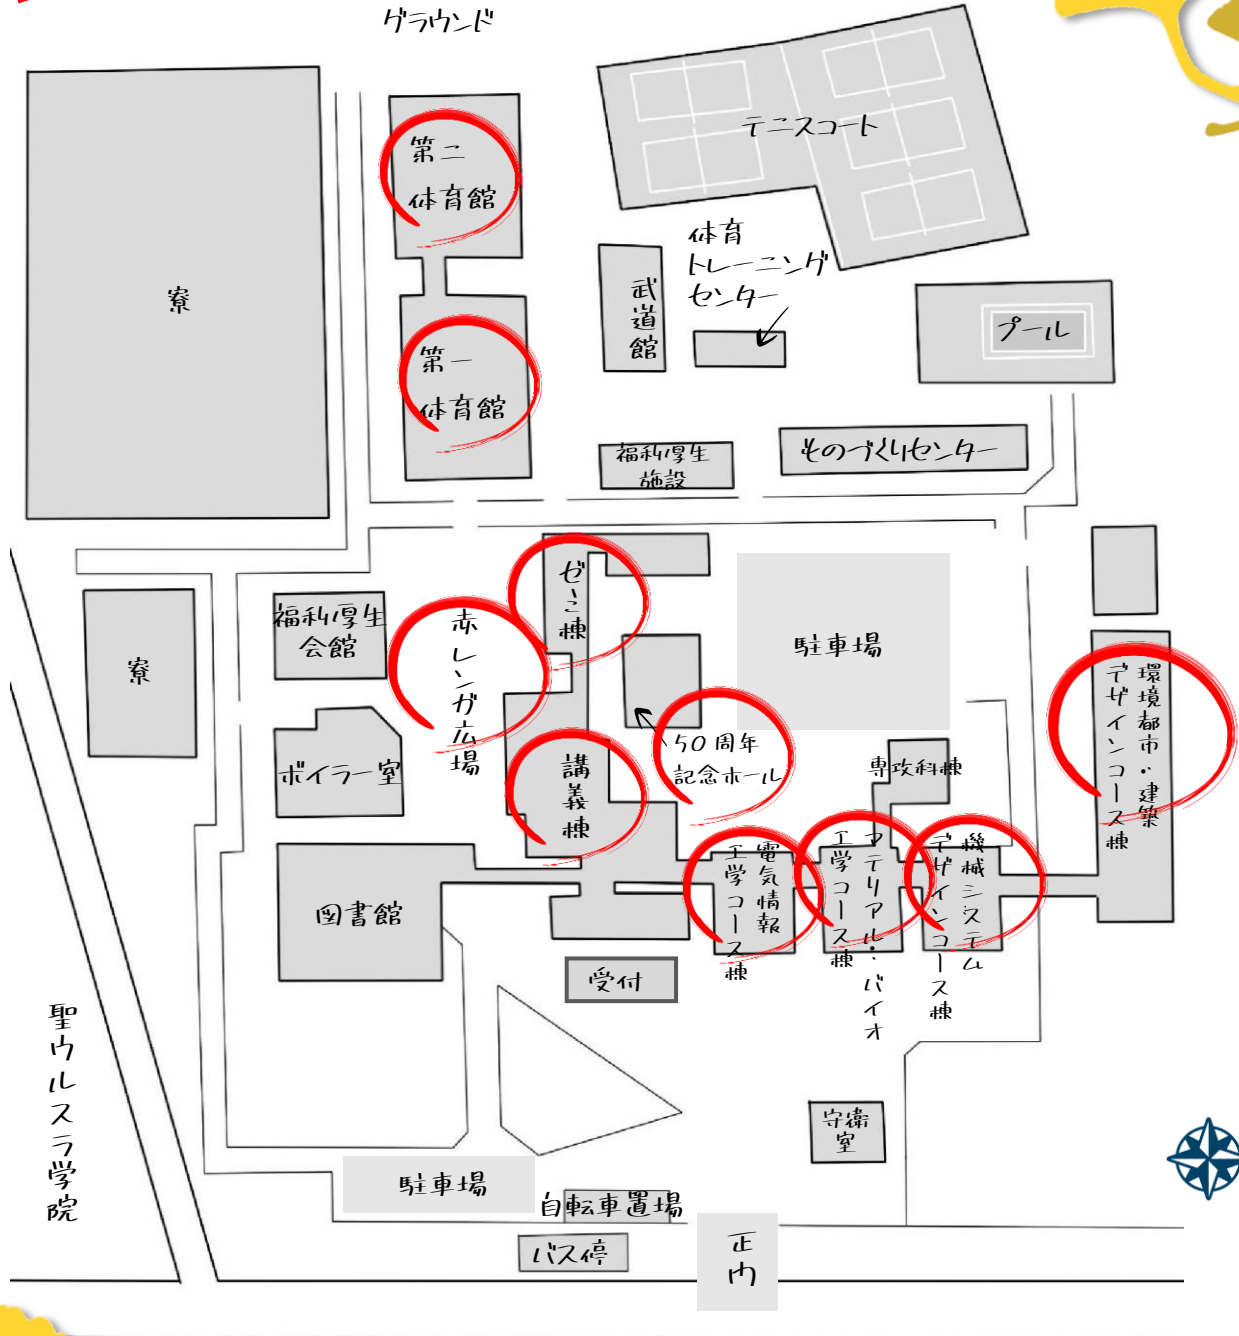 グラウンド
テニスコート
第二
体育館
体育
トレーニング
センター
武道館
寮
プール
第一
体育館
福利厚生
施設
ものづくりセンター
ゼミ棟
福利厚生
会館
赤レンガ広場
駐車場
寮
環境都市・建築
デザインコース棟
50周年
記念ホール
ボイラー室
講義棟
専攻科棟
電気情報
工学コース棟
マテリアル・バイオ
工学コース棟
機械システム
デザインコース棟
図書館
受付
聖ウルスラ学院
守衛
室
駐車場
自転車置場
バス停
正門